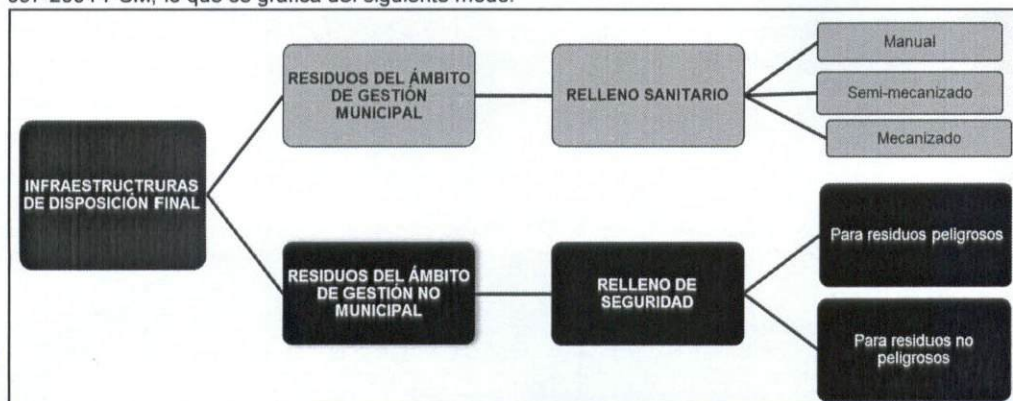 INFRAESTRUCTRURAS
DE DISPOSICIÓN FINAL
RESIDUOS DEL ÁMBITO
DE GESTIÓN
MUNICIPAL
RELLENO SANITARIO
Manual
Semi-mecanizado
Mecanizado
RESIDUOS DEL ÁMBITO
DE GESTIÓN NO
MUNICIPAL
RELLENO DE
SEGURIDAD
Para residuos peligrosos
Para residuos no
peligrosos